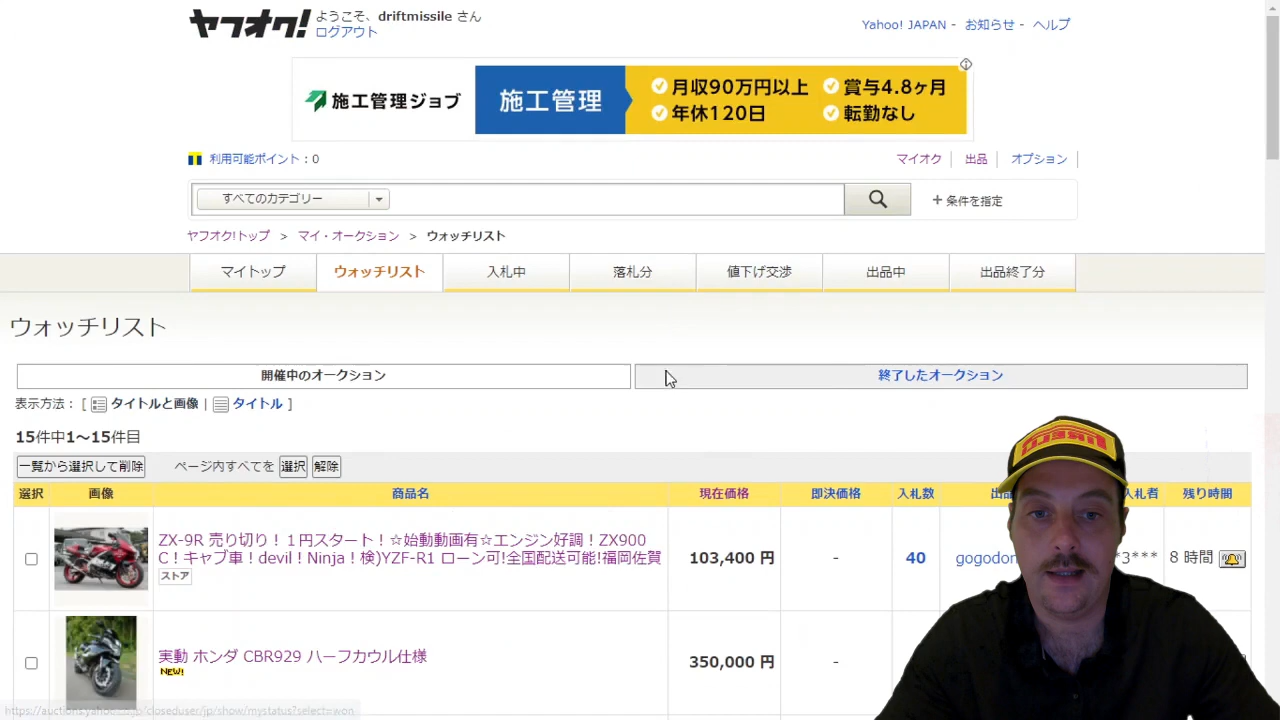 ヤフオク! ようこそ、driftmissile さん
ログアウト
Yahoo! JAPAN - お知らせ - ヘルプ
施工管理ジョブ
施工管理
月収90万円以上 賞与4.8ヶ月
年休120日 転勤なし
利用可能ポイント：0
マイオク 出品 オプション
すべてのカテゴリー
+ 条件を指定
ヤフオク!トップ > マイ・オークション > ウォッチリスト
マイトップ ウォッチリスト 入札中 落札分 値下げ交渉 出品中 出品終了分
ウォッチリスト
開催中のオークション 終了したオークション
表示方法： [ タイトルと画像 | タイトル ]
15件中1～15件目
一覧から選択して削除 ページ内すべてを 選択 解除
選択 画像 商品名 現在価格 即決価格 入札数 残り時間
ZX-9R 売り切り！１円スタート！☆始動動画有☆エンジン好調！ZX900
C！キャブ車！devil！Ninja！検)YZF-R1 ローン可!全国配送可能!福岡佐賀
ストア
103,400 円 - 40 3*** 8 時間
実動 ホンダ CBR929 ハーフカウル仕様
NEW!
350,000 円 -
PIRELLI